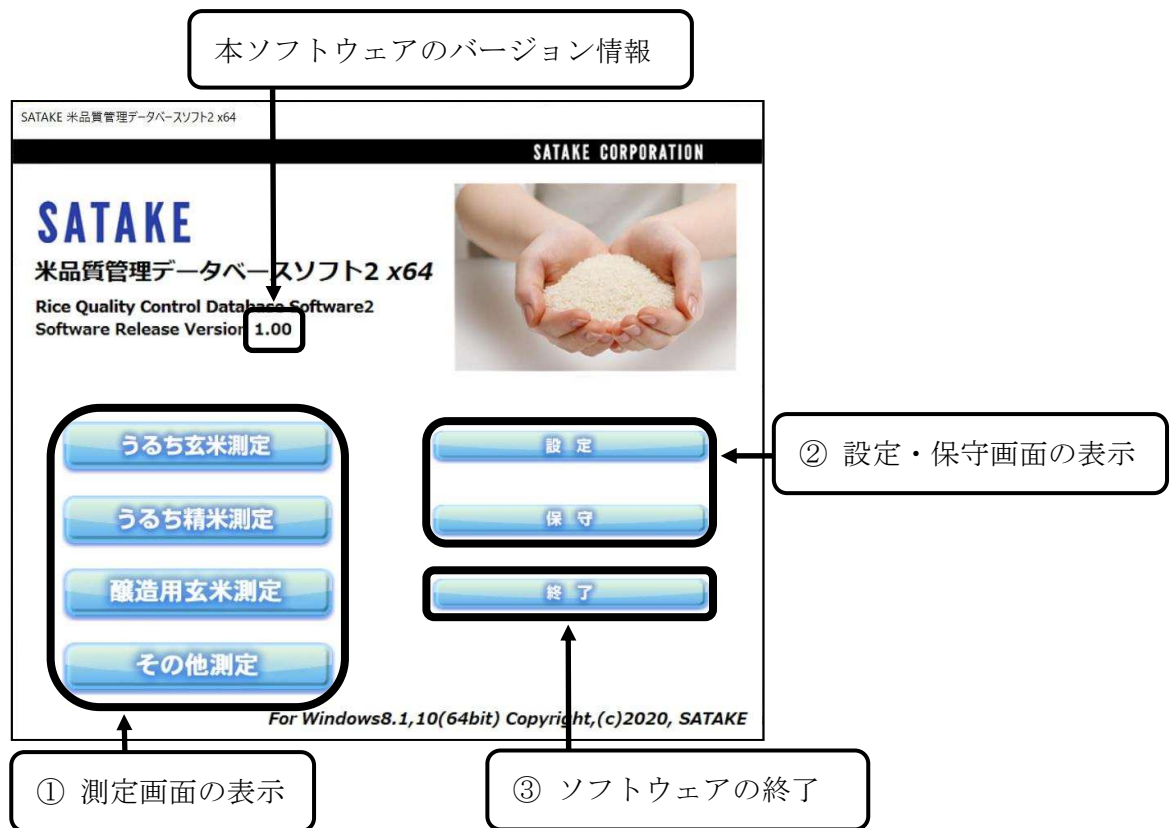 本ソフトウェアのバージョン情報
SATAKE 米品質管理データベースソフト2 x64
SATAKE CORPORATION
SATAKE
米品質管理データベースソフト2 x64
Rice Quality Control Database Software2
Software Release Version 1.00
うるち玄米測定
うるち精米測定
醸造用玄米測定
その他測定
設 定
保 守
終 了
② 設定・保守画面の表示
For Windows8.1,10(64bit) Copyright,(c)2020, SATAKE
① 測定画面の表示
③ ソフトウェアの終了